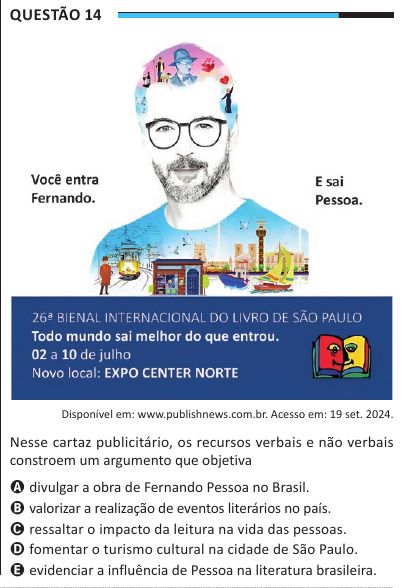 QUESTÃO 14
Você entra
Fernando.
E sai
Pessoa.
26ª BIENAL INTERNACIONAL DO LIVRO DE SÃO PAULO
Todo mundo sai melhor do que entrou.
02 a 10 de julho
Novo local: EXPO CENTER NORTE
Disponível em: www.publishnews.com.br. Acesso em: 19 set. 2024.
Nesse cartaz publicitário, os recursos verbais e não verbais
constroem um argumento que objetiva
A divulgar a obra de Fernando Pessoa no Brasil.
B valorizar a realização de eventos literários no país.
C ressaltar o impacto da leitura na vida das pessoas.
D fomentar o turismo cultural na cidade de São Paulo.
E evidenciar a influência de Pessoa na literatura brasileira.